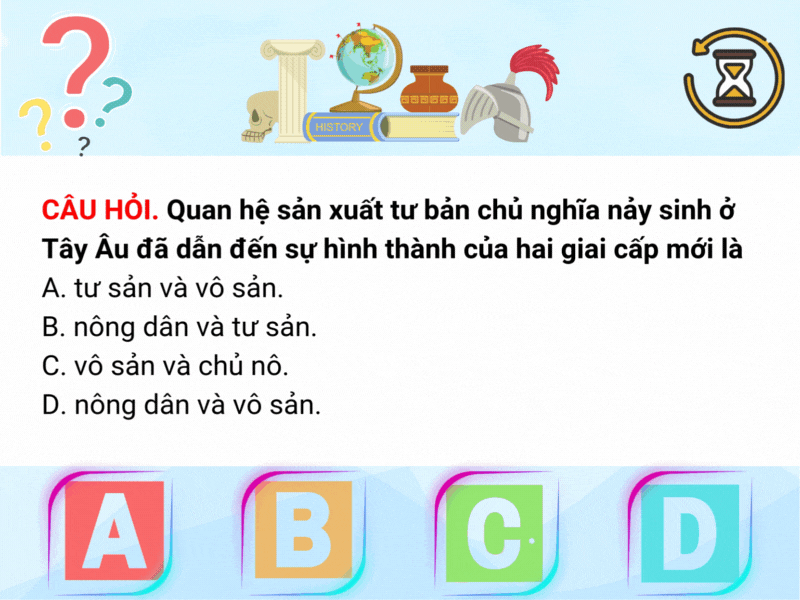 HISTORY
CÂU HỎI. Quan hệ sản xuất tư bản chủ nghĩa nảy sinh ở
Tây Âu đã dẫn đến sự hình thành của hai giai cấp mới là
A. tư sản và vô sản.
B. nông dân và tư sản.
C. vô sản và chủ nô.
D. nông dân và vô sản.
A B C D